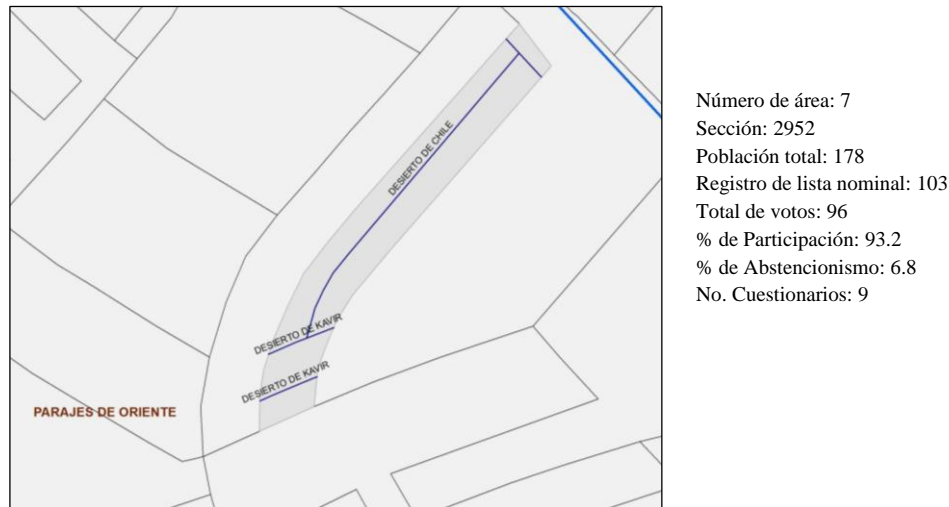 DESIERTO DE CHILE
DESIERTO DE KAVIR
DESIERTO DE KAVIR
PARAJES DE ORIENTE
Número de área: 7
Sección: 2952
Población total: 178
Registro de lista nominal: 103
Total de votos: 96
% de Participación: 93.2
% de Abstencionismo: 6.8
No. Cuestionarios: 9